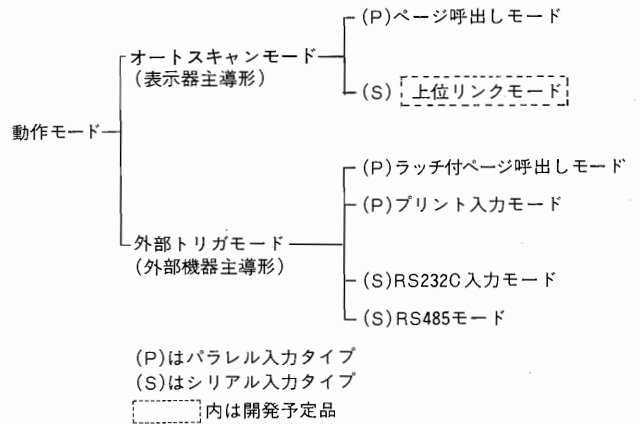 (P)ページ呼出しモード
オートスキャンモード
(表示器主導形)
(S)上位リンクモード
動作モード
(P)ラッチ付ページ呼出しモード
(P)プリント入力モード
外部トリガモード
(外部機器主導形)
(S)RS232C入力モード
(S)RS485モード
(P)はパラレル入力タイプ
(S)はシリアル入力タイプ
内は開発予定品